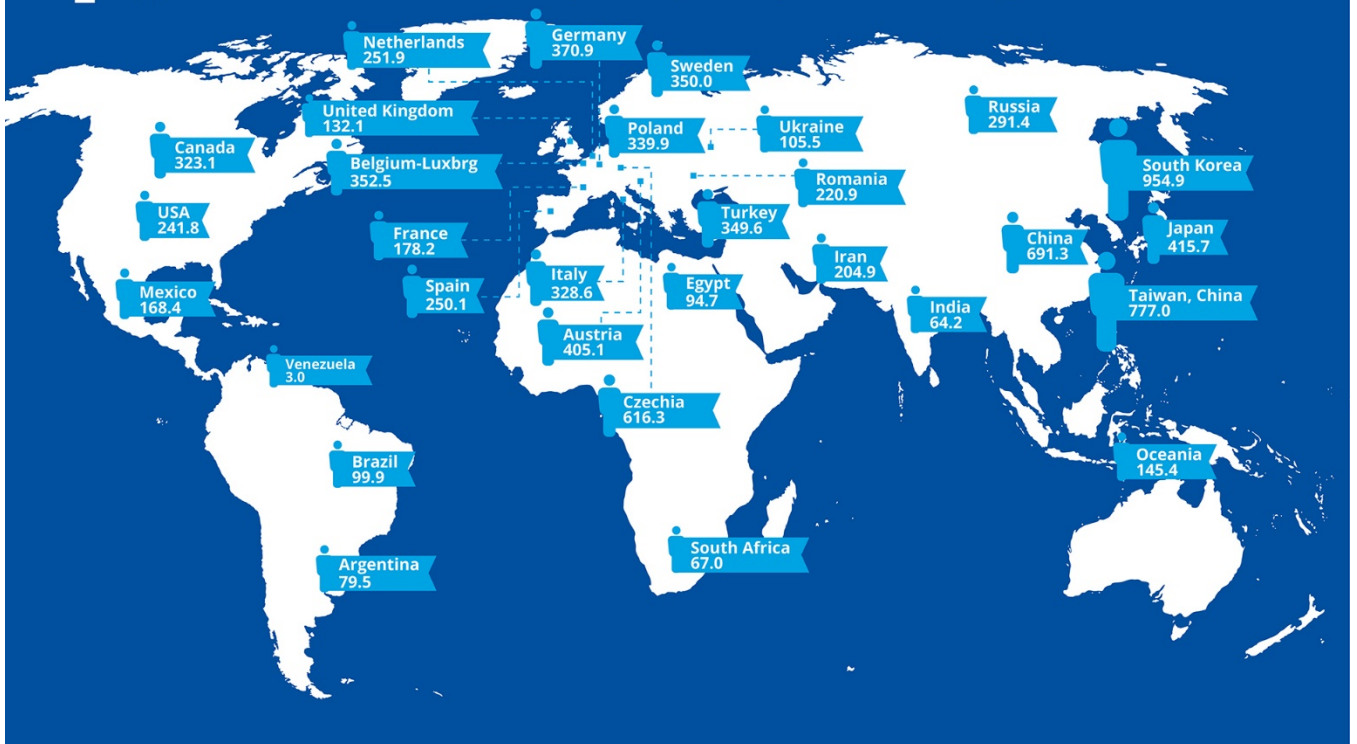 Netherlands
251.9
Germany
370.9
Sweden
350.0
United Kingdom
132.1
Poland
339.9
Ukraine
105.5
Russia
291.4
Canada
323.1
Belgium-Luxbrg
352.5
Romania
220.9
South Korea
954.9
USA
241.8
France
178.2
Turkey
349.6
China
691.3
Japan
415.7
Mexico
168.4
Spain
250.1
Italy
328.6
Egypt
94.7
Iran
204.9
India
64.2
Taiwan, China
777.0
Austria
405.1
Venezuela
3.0
Czechia
616.3
Brazil
99.9
Oceania
145.4
Argentina
79.5
South Africa
67.0